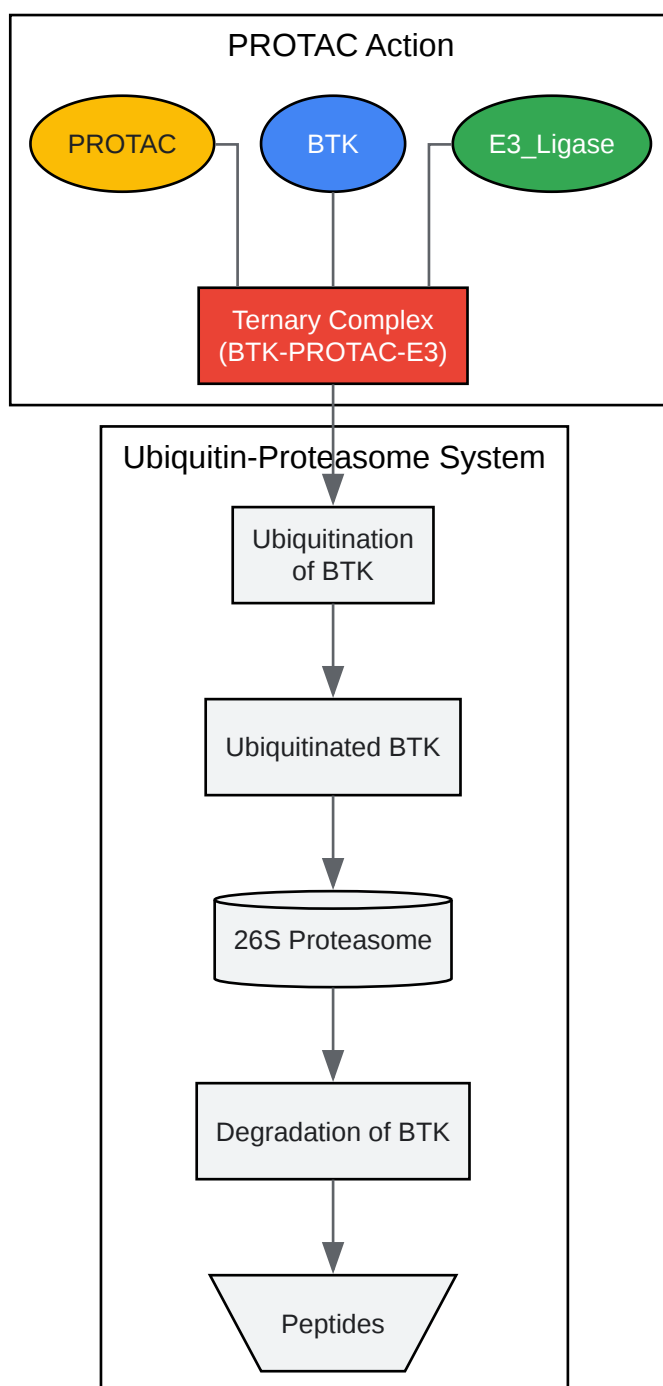 PROTAC Action
PROTAC
BTK
E3_Ligase
Ternary Complex
(BTK-PROTAC-E3)
Ubiquitin-Proteasome System
Ubiquitination
of BTK
Ubiquitinated BTK
26S Proteasome
Degradation of BTK
Peptides